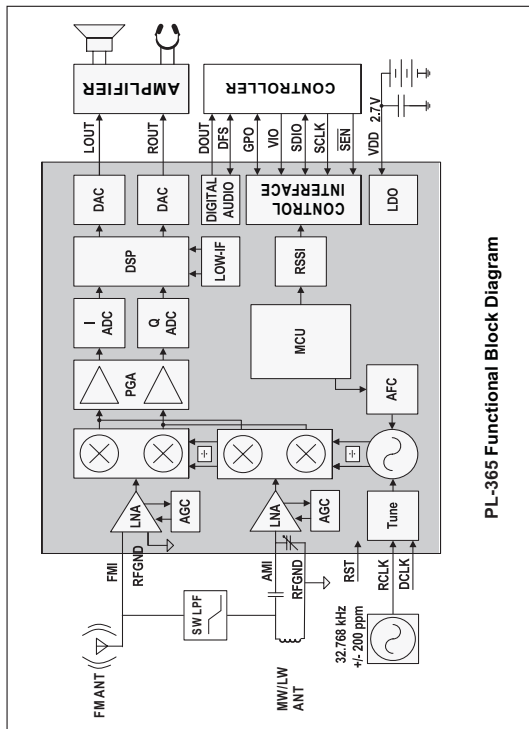 FM ANT
SW LPF
MW/LW
ANT
32.768 kHz
+/- 200 ppm
FMI
RFGND
AMI
RFGND
RST
RCLK
DCLK
LNA
AGC
LNA
AGC
Tune
÷
÷
AFC
PGA
MCU
I
ADC
Q
ADC
RSSI
DSP
LOW-IF
DAC
DAC
DIGITAL
AUDIO
CONTROL
INTERFACE
LDO
LOUT
ROUT
DOUT
DFS
GPO
VIO
SDIO
SCLK
SEN
VDD
2.7 V
AMPLIFIER
CONTROLLER
PL-365 Functional Block Diagram